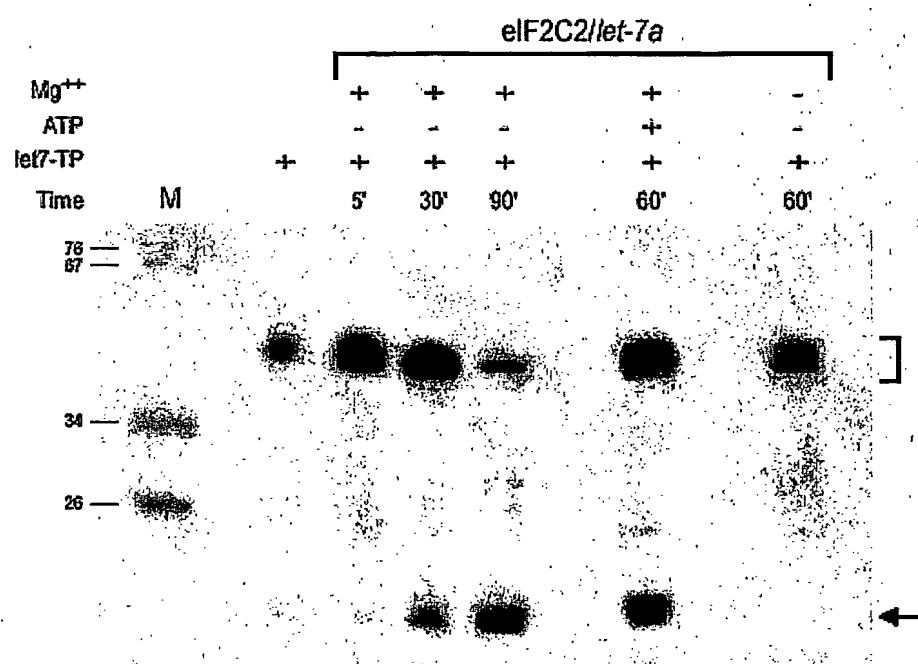 eIF2C2/let-7a
Mg++ + + + + -
ATP - - - + -
let7-TP + + + + + +
Time M 5' 30' 90' 60' 60'
76
67
34
26